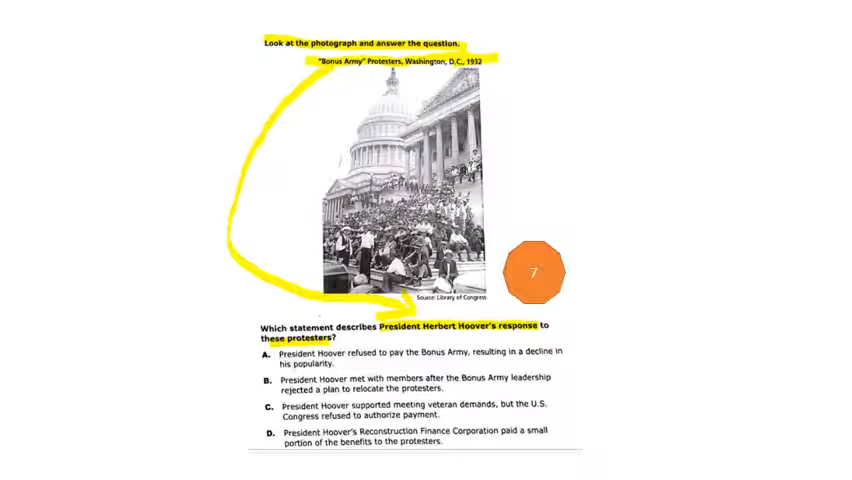 Look at the photograph and answer the question.
"Bonus Army" Protesters, Washington, D.C., 1932
7
Source: Library of Congress
Which statement describes President Herbert Hoover's response to
these protesters?
A. President Hoover refused to pay the Bonus Army, resulting in a decline in
his popularity.
B. President Hoover met with members after the Bonus Army leadership
rejected a plan to relocate the protesters.
C. President Hoover supported meeting veteran demands, but the U.S.
Congress refused to authorize payment.
D. President Hoover's Reconstruction Finance Corporation paid a small
portion of the benefits to the protesters.